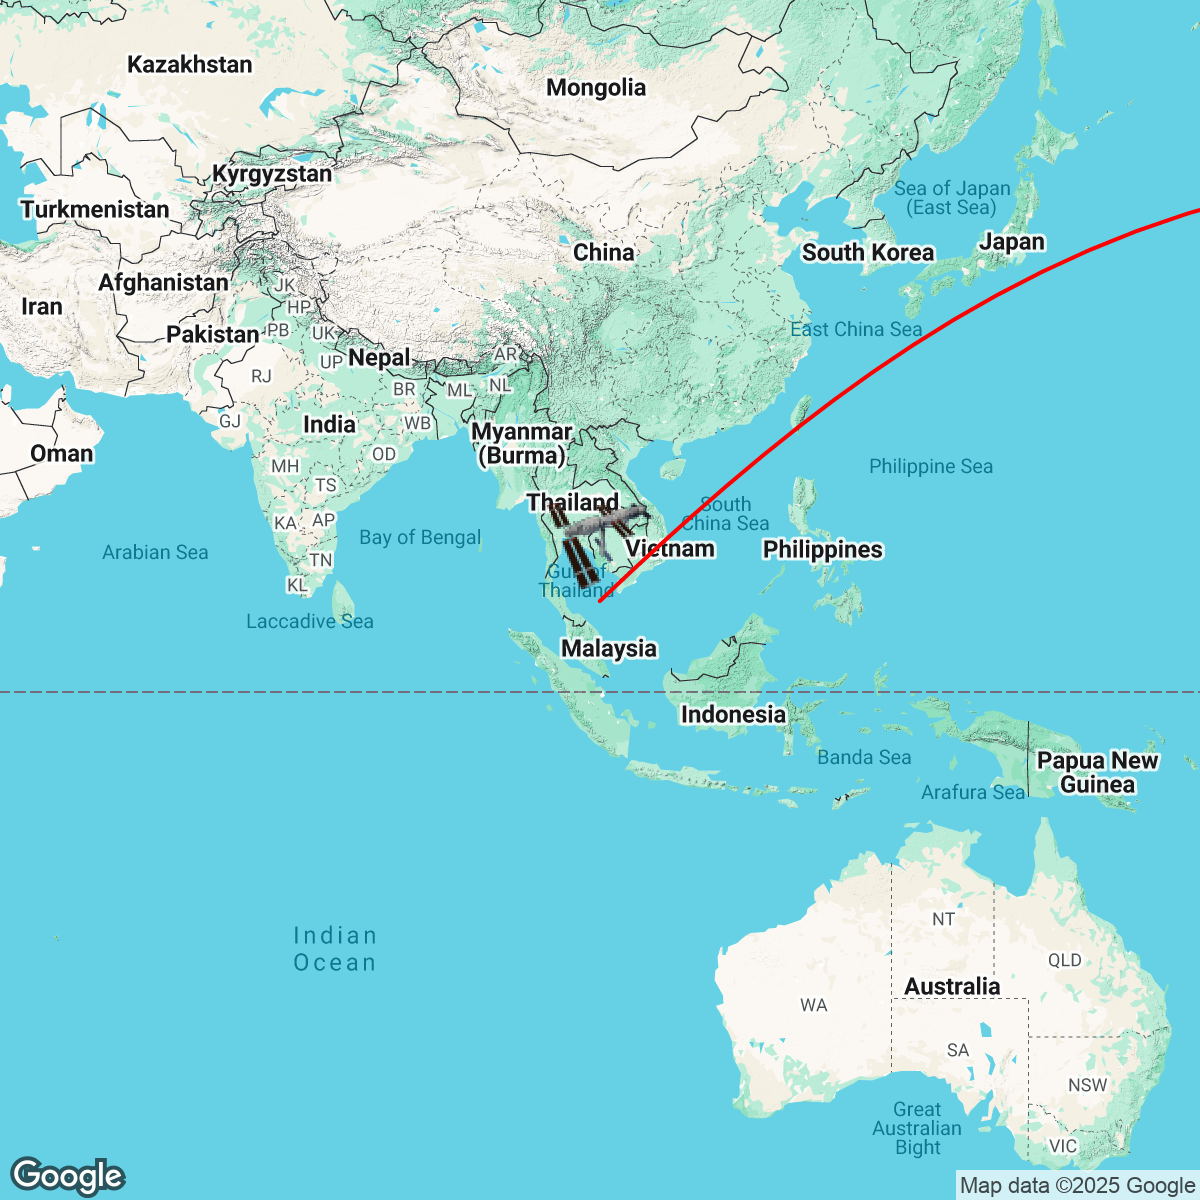 Kazakhstan
Mongolia
Kyrgyzstan
Sea of Japan
(East Sea)
Turkmenistan
Japan
China
South Korea
Afghanistan
JK
Iran
HP
East China Sea
Pakistan
PB
UK
Nepal
AR
UP
RJ
BR
ML
NL
GJ
India
WB
Myanmar
(Burma)
Oman
OD
MH
Philippine Sea
TS
Thailand
South
China Sea
KA
AP
Bay of Bengal
Arabian Sea
Vietnam
Philippines
TN
Gulf of
Thailand
KL
Laccadive Sea
Malaysia
Indonesia
Banda Sea
Papua New
Guinea
Arafura Sea
NT
Indian
Ocean
QLD
Australia
WA
SA
NSW
Great
Australian
Bight
VIC
Google
Map data ©2025 Google